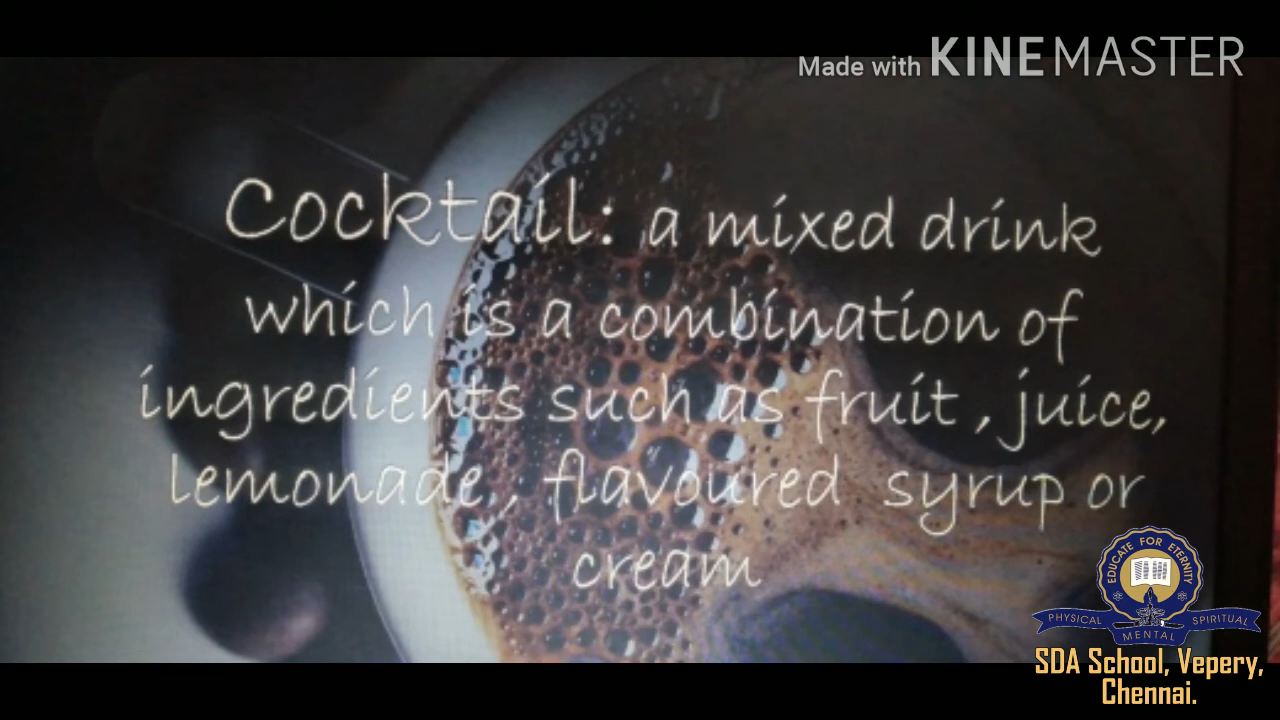 Made with KINEMASTER
Cocktail: a mixed drink
which is a combination of
ingredients such as fruit , juice,
lemonade , flavoured syrup or
cream
EDUCATE FOR ETERNITY
PHYSICAL MENTAL SPIRITUAL
SDA School, Vepery,
Chennai.